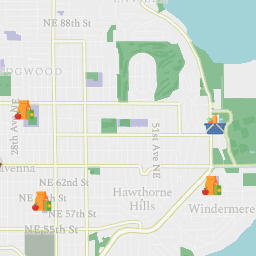 NE 88th St
DGWOOD
28th Ave NE
51st Ave NE
venna
NE 62nd St
Hawthorne
Hills
NE 57th St
Windermere
NE 55th St